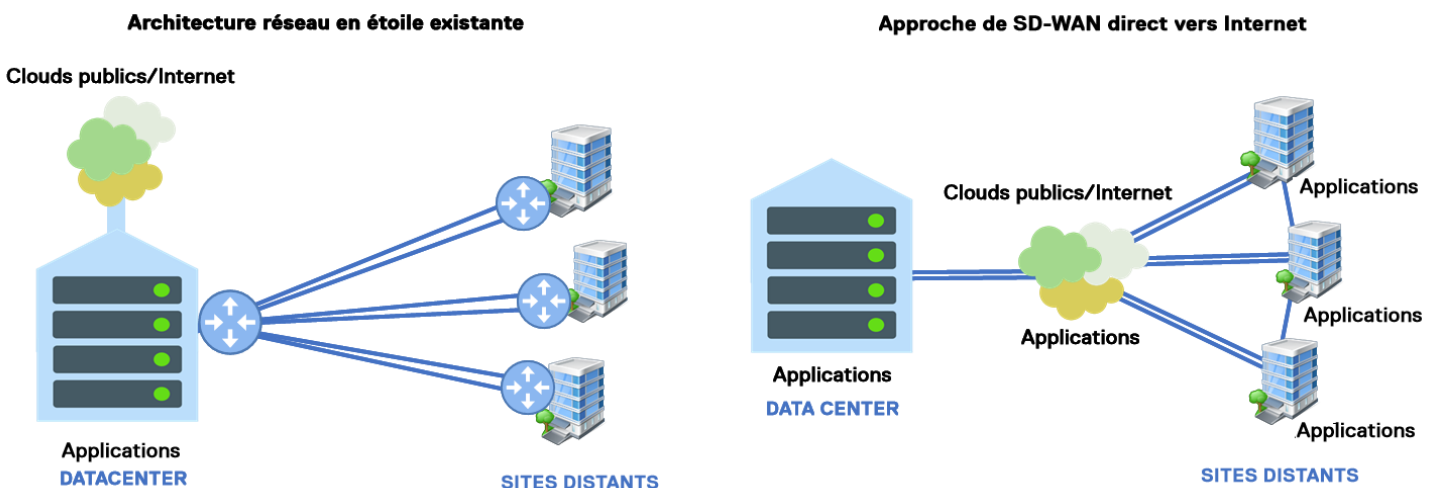 Architecture réseau en étoile existante
Clouds publics/Internet
Applications
DATACENTER
SITES DISTANTS
Approche de SD-WAN direct vers Internet
Clouds publics/Internet
Applications
Applications
DATA CENTER
Applications
Applications
Applications
SITES DISTANTS